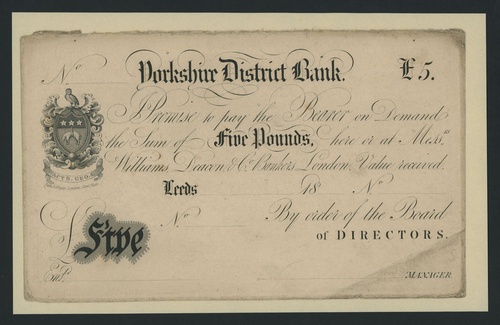 No
Yorkshire District Bank.
£5.
I Promise to pay the Bearer on Demand
the Sum of Five Pounds, here or at Messrs
Williams Deacon & Co. Bankers, London, Value received.
Leeds 18 No
£ Five
No
By order of the Board
of DIRECTORS.
Entd.
MANAGER.